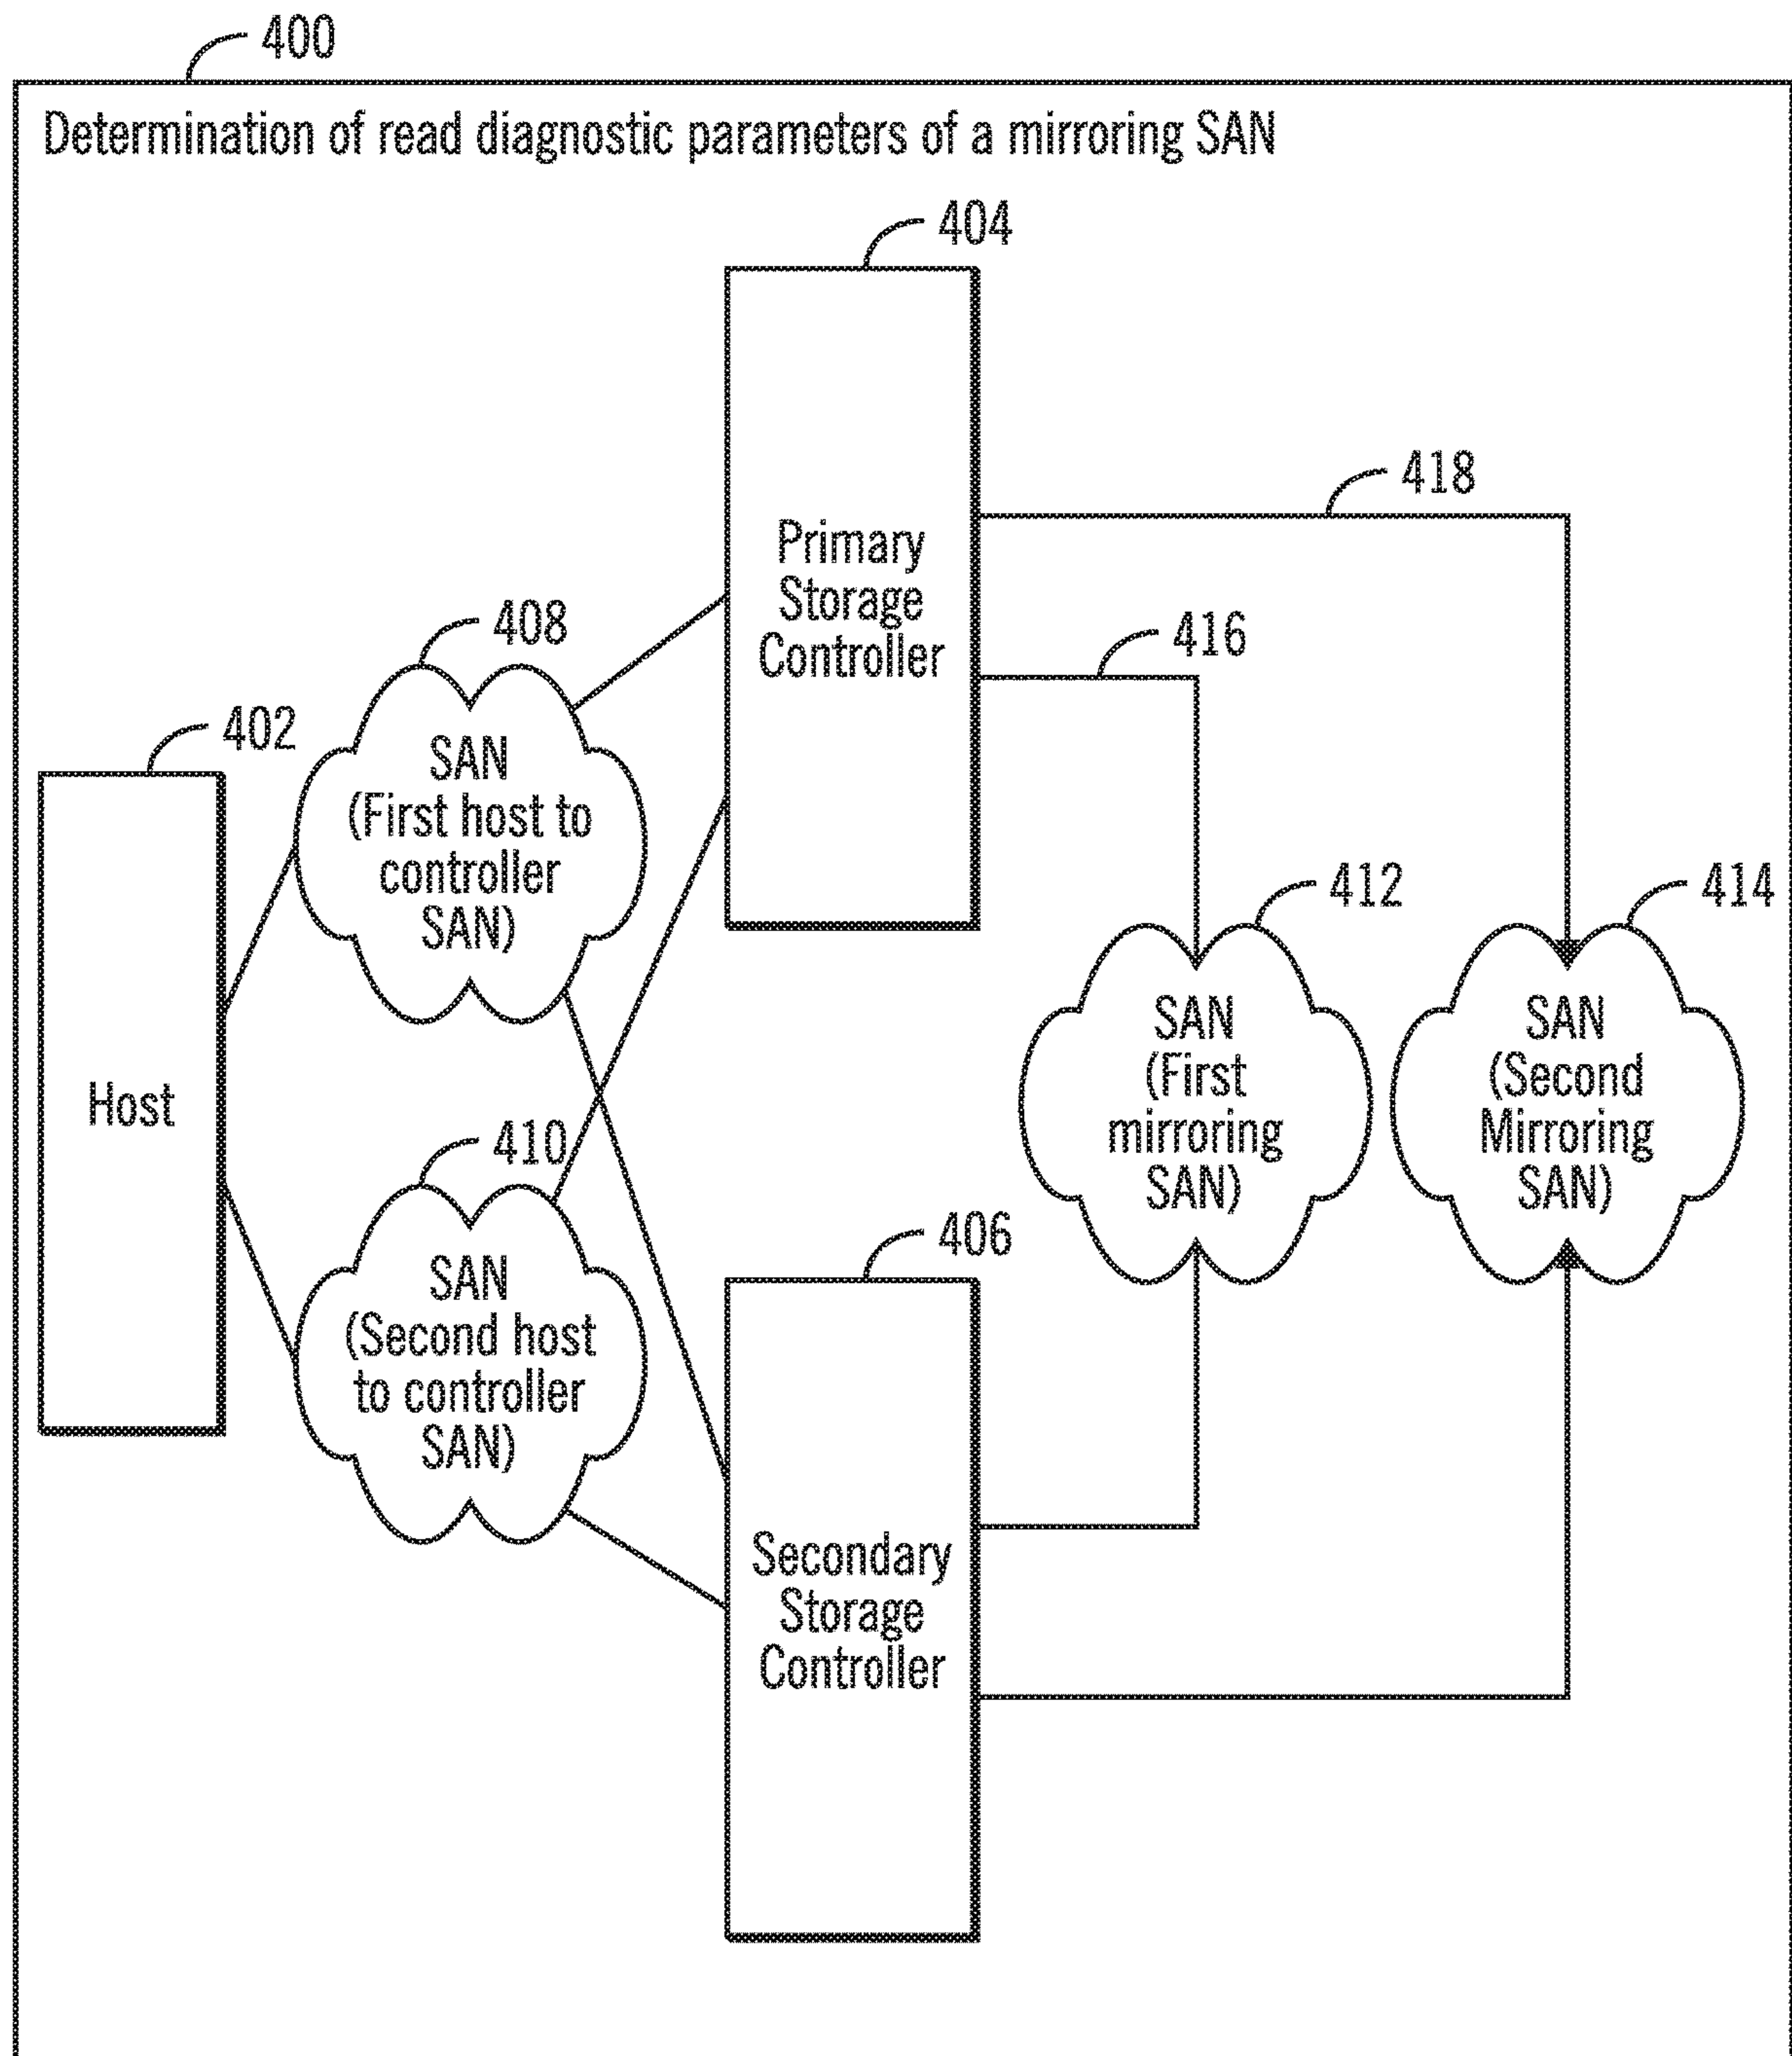 400
Determination of read diagnostic parameters of a mirroring SAN
404
Primary
Storage
Controller
418
416
408
SAN
(First host to
controller
SAN)
402
Host
412
SAN
(First
mirroring
SAN)
414
SAN
(Second
Mirroring
SAN)
410
SAN
(Second host
to controller
SAN)
406
Secondary
Storage
Controller